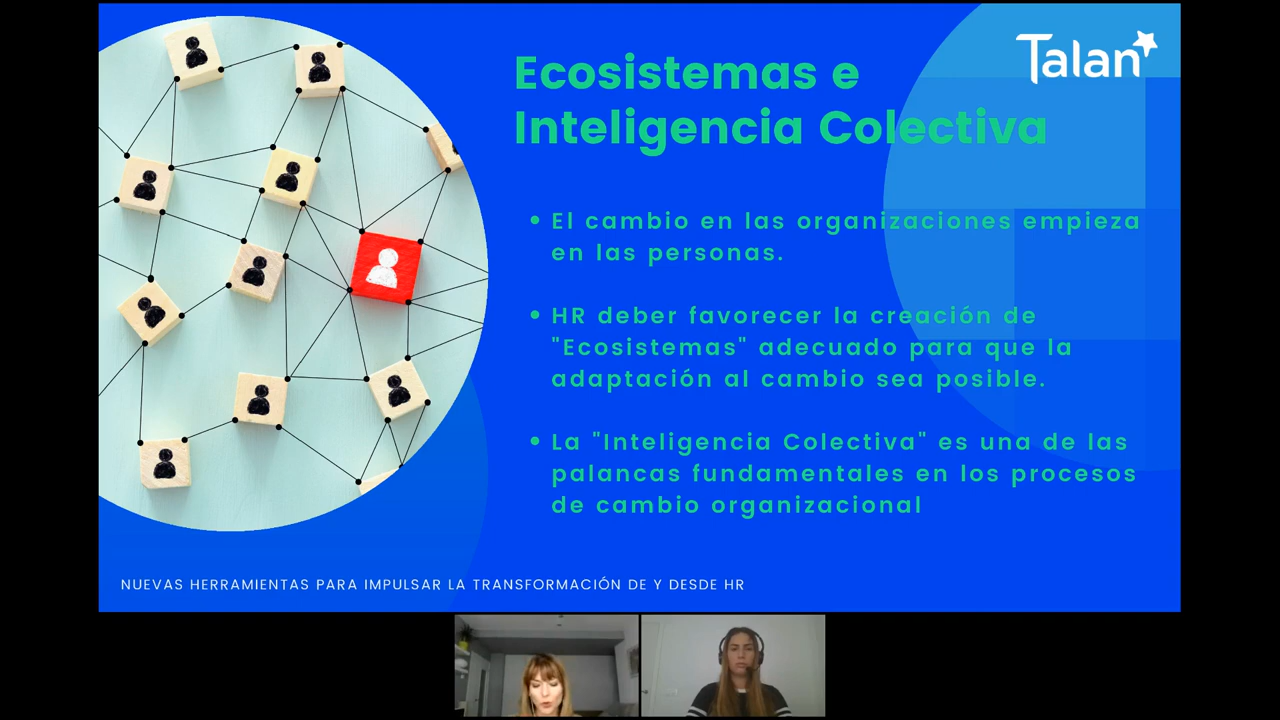 Talan
Ecosistemas e
Inteligencia Colectiva
El cambio en las organizaciones empieza
en las personas.
HR deber favorecer la creación de
"Ecosistemas" adecuado para que la
adaptación al cambio sea posible.
La "Inteligencia Colectiva" es una de las
palancas fundamentales en los procesos
de cambio organizacional
NUEVAS HERRAMIENTAS PARA IMPULSAR LA TRANSFORMACIÓN DE Y DESDE HR